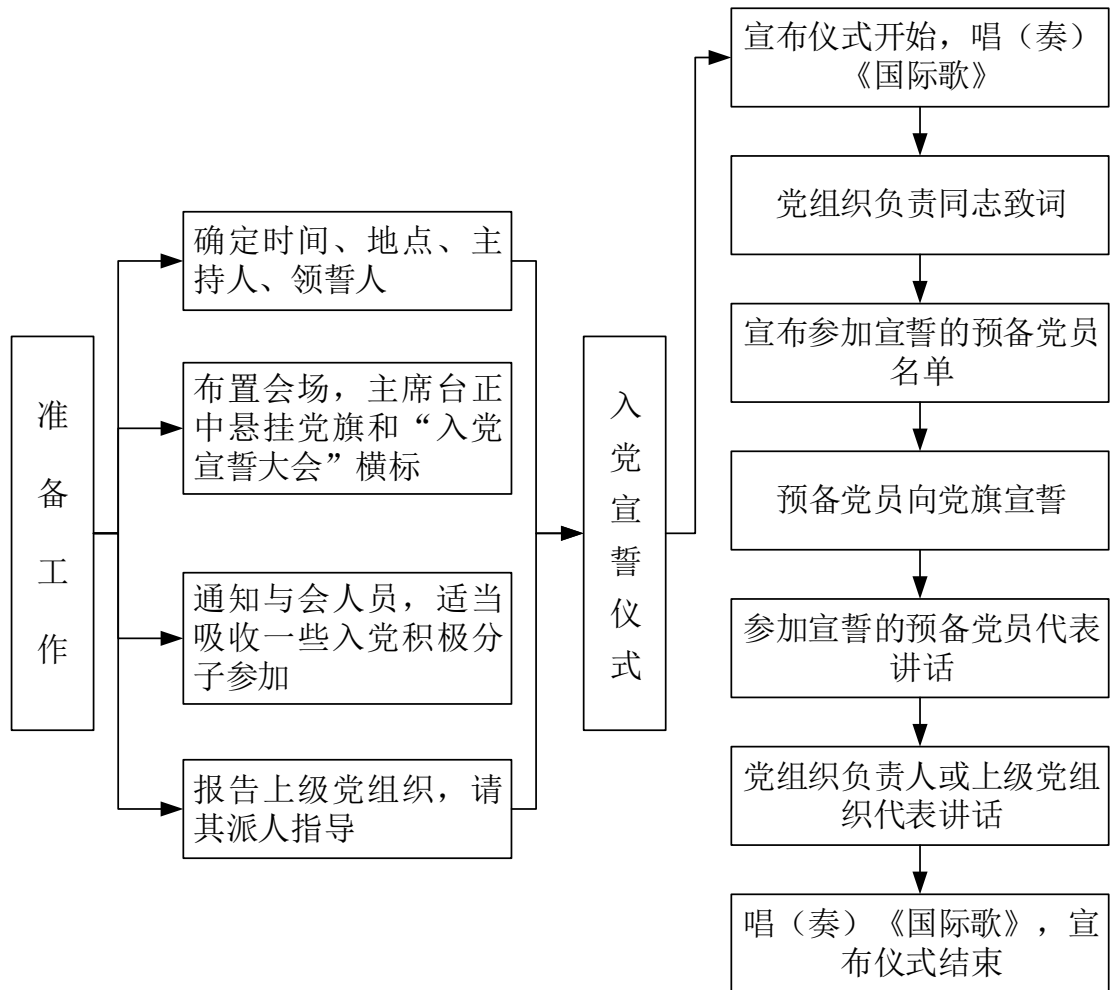 准
备
工
作
确定时间、地点、主
持人、领誓人
布置会场，主席台正
中悬挂党旗和“入党
宣誓大会”横标
通知与会人员，适当
吸收一些入党积极分
子参加
报告上级党组织，请
其派人指导
入
党
宣
誓
仪
式
宣布仪式开始，唱（奏）
《国际歌》
党组织负责同志致词
宣布参加宣誓的预备党员
名单
预备党员向党旗宣誓
参加宣誓的预备党员代表
讲话
党组织负责人或上级党组
织代表讲话
唱（奏）《国际歌》，宣
布仪式结束